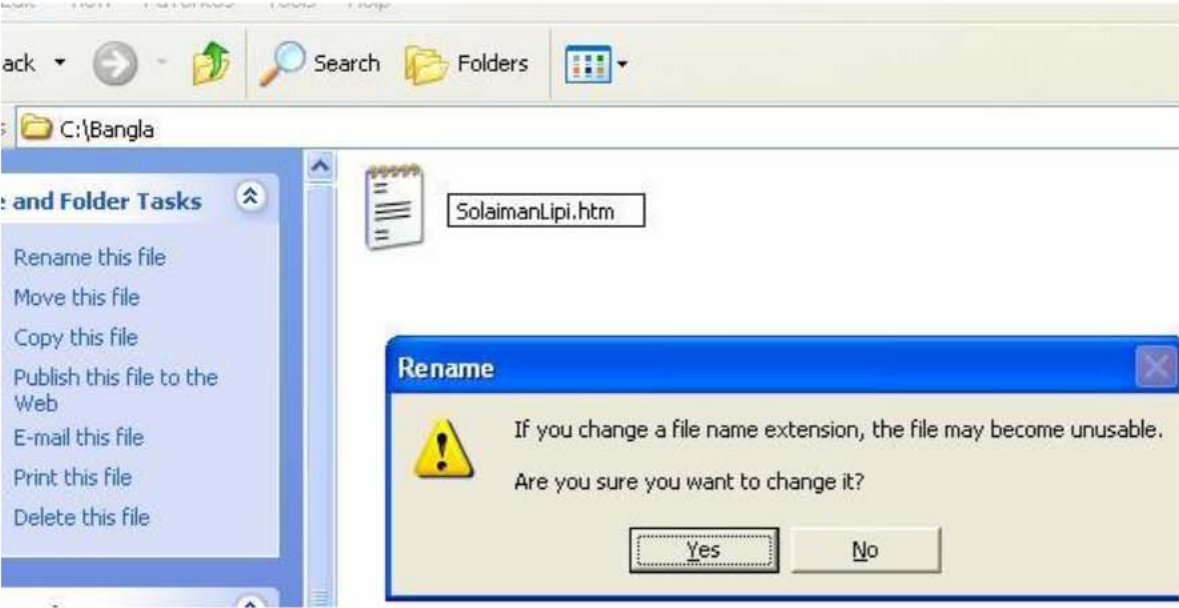 ack
Search
Folders
C:\Bangla
and Folder Tasks
Rename this file
Move this file
Copy this file
Publish this file to the
Web
E-mail this file
Print this file
Delete this file
SolaimanLipi.htm
Rename
If you change a file name extension, the file may become unusable.
Are you sure you want to change it?
Yes
No